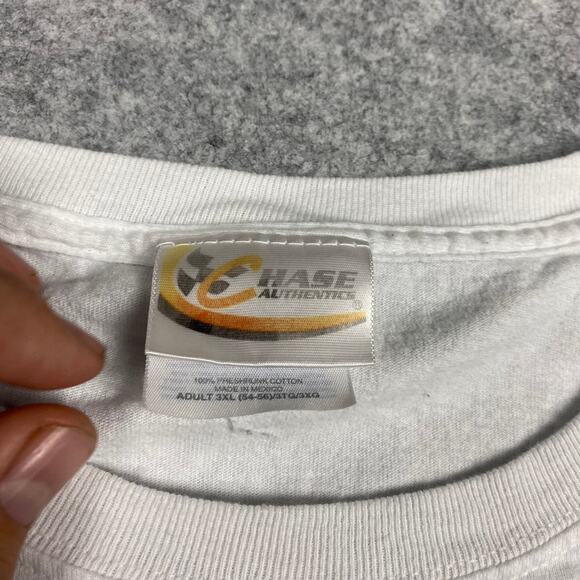 CHASE
AUTHENTICS
®
100% PRESHRUNK COTTON
MADE IN MEXICO
ADULT 3XL (54-56)/3TG/3XG